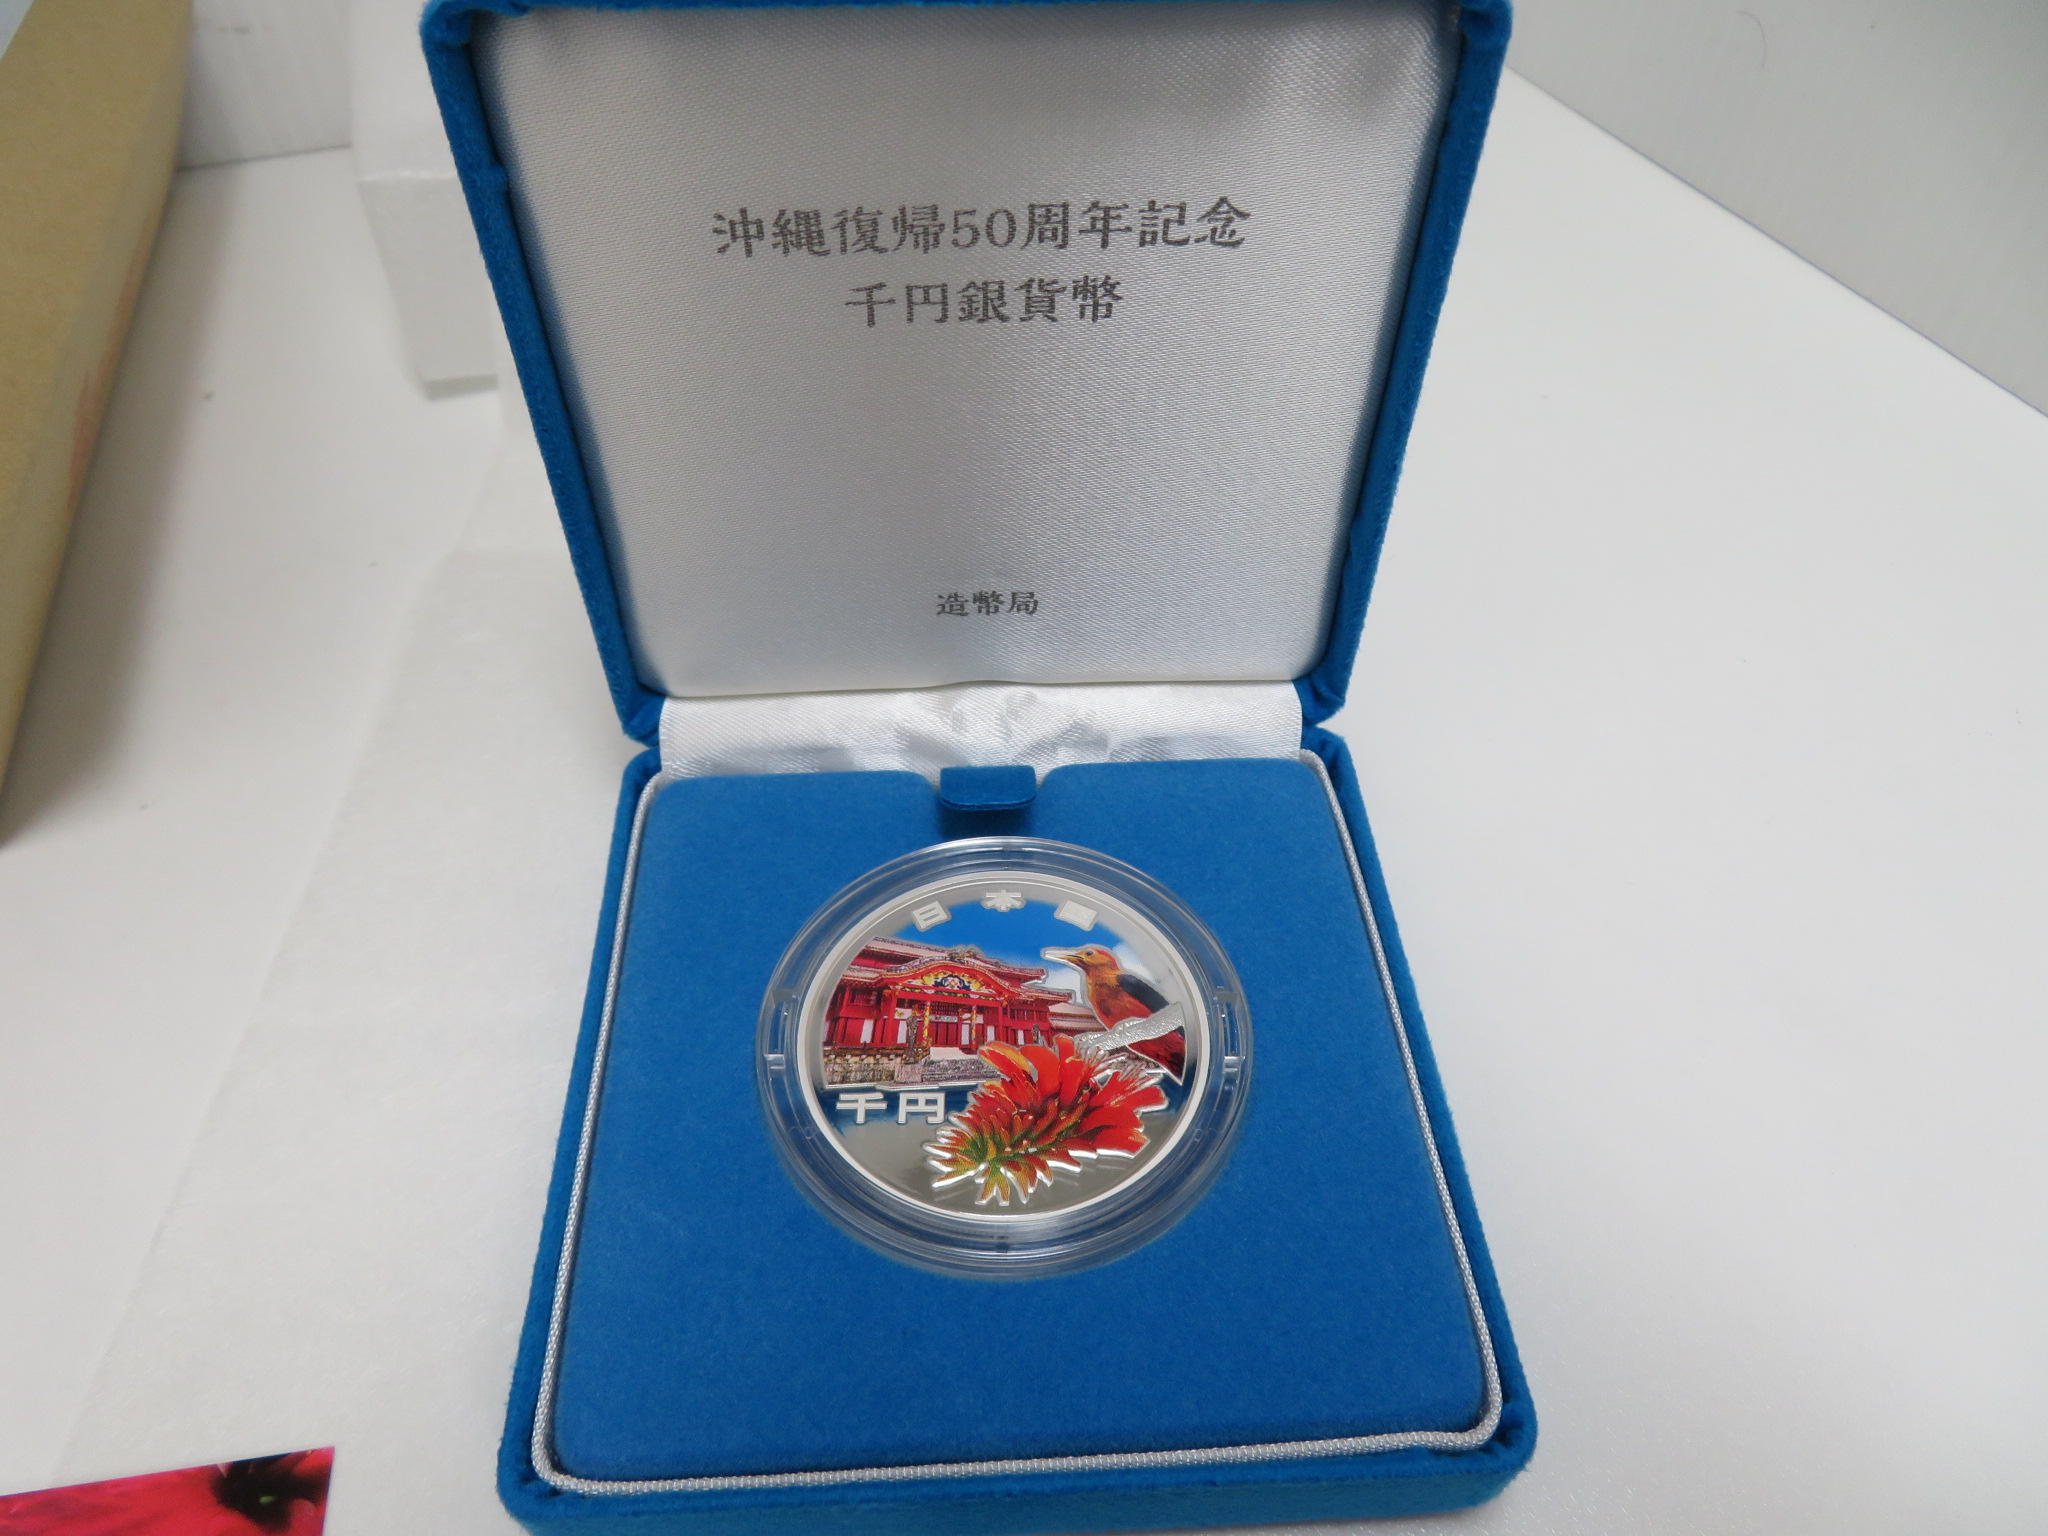 沖縄復帰50周年記念
千円銀貨幣
造幣局
日本国
千円